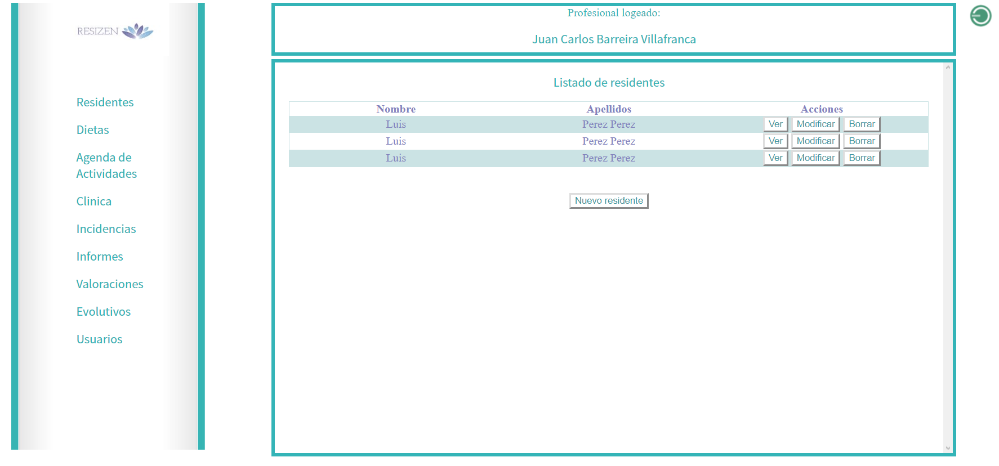 RESIZEN
Residentes
Dietas
Agenda de
Actividades
Clinica
Incidencias
Informes
Valoraciones
Evolutivos
Usuarios
Profesional logeado:
Juan Carlos Barreira Villafranca
Listado de residentes
Nombre Apellidos Acciones
Luis Perez Perez Ver Modificar Borrar
Luis Perez Perez Ver Modificar Borrar
Luis Perez Perez Ver Modificar Borrar
Nuevo residente